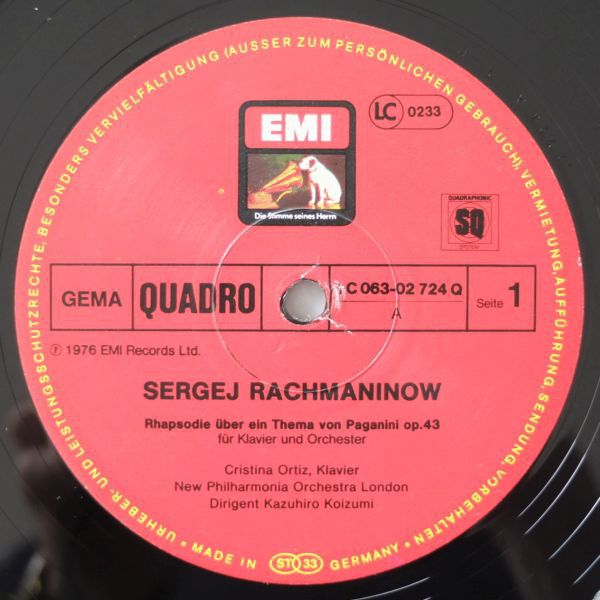 URHEBER- UND LEISTUNGSSCHUTZRECHTE, BESONDERS VERVIELFÄLTIGUNG (AUSSER ZUM PERSÖNLICHEN GEBRAUCH), VERMIETUNG, AUFFÜHRUNG, SENDUNG, VORBEHALTEN
EMI
Die Stimme seines Herrn
LC 0233
QUADRAPHONIC
SQ
SYSTEM
GEMA
QUADRO
C 063-02 724 Q
A
Seite 1
℗ 1976 EMI Records Ltd.
SERGEJ RACHMANINOW
Rhapsodie über ein Thema von Paganini op.43
für Klavier und Orchester
Cristina Ortiz, Klavier
New Philharmonia Orchestra London
Dirigent Kazuhiro Koizumi
• MADE IN ST 33 GERMANY •